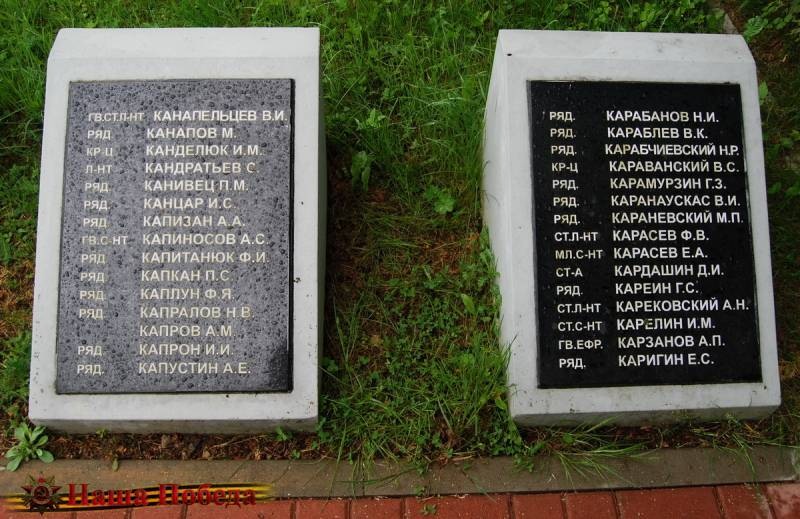 ГВ.СТ.Л-НТ КАНАПЕЛЬЦЕВ В.И.
РЯД. КАНАПОВ М.
КР-Ц КАНДЕЛЮК И.М.
Л-НТ КАНДРАТЬЕВ С.
РЯД. КАНИВЕЦ П.М.
РЯД. КАНЦАР И.С.
РЯД. КАПИЗАН А.А.
ГВ.С-НТ КАПИНОСОВ А.С.
РЯД. КАПИТАНЮК Ф.И.
РЯД. КАПКАН П.С.
РЯД. КАПЛУН Ф.Я.
РЯД. КАПРАЛОВ Н.В.
КАПРОВ А.М.
РЯД. КАПРОН И.И.
РЯД. КАПУСТИН А.Е.
РЯД. КАРАБАНОВ Н.И.
РЯД. КАРАБЛЕВ В.К.
РЯД. КАРАБЧИЕВСКИЙ Н.Р.
КР-Ц КАРАВАНСКИЙ В.С.
РЯД. КАРАМУРЗИН Г.З.
РЯД. КАРАНАУСКАС В.И.
РЯД. КАРАНЕВСКИЙ М.П.
СТ.Л-НТ КАРАСЕВ Ф.В.
МЛ.С-НТ КАРАСЕВ Е.А.
СТ-А КАРДАШИН Д.И.
РЯД. КАРЕИН Г.С.
СТ.Л-НТ КАРЕКОВСКИЙ А.Н.
СТ.С-НТ КАРЕЛИН И.М.
ГВ.ЕФР. КАРЗАНОВ А.П.
РЯД. КАРИГИН Е.С.
Наша Победа